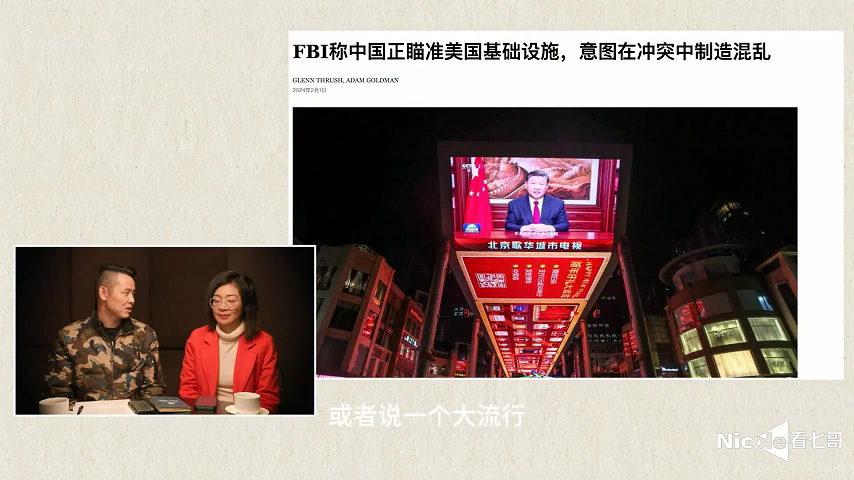 FBI称中国正瞄准美国基础设施，意图在冲突中制造混乱
GLENN THRUSH, ADAM GOLDMAN
2024年2月1日
北京歌华城市电视
或者说一个大流行
Nicole看七哥